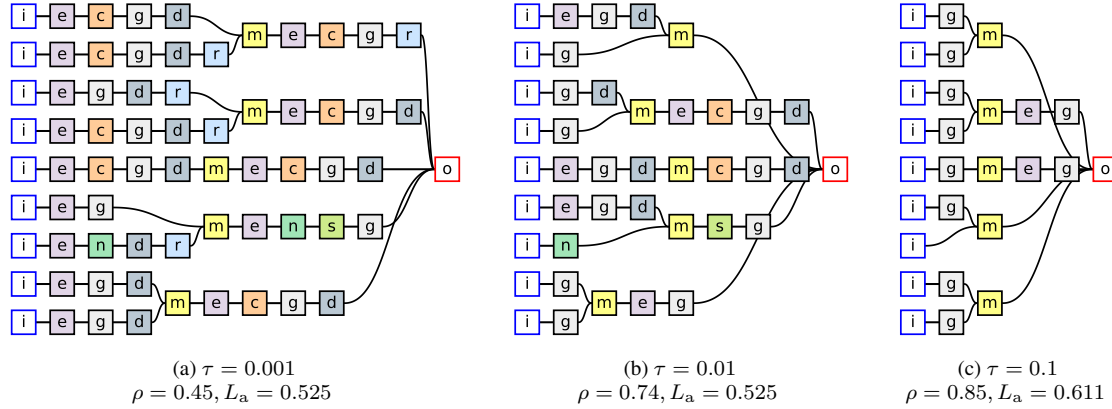 i e c g d
m e c g r
i e c g d r
i e g d r
m e c g d
i e c g d r
i e c g d m e c g d o
i e g
m e n s g
i e n d r
i e g d
m e c g d
i e g d
(a) τ = 0.001
ρ = 0.45, Lₐ = 0.525
i e g d
m
i g
i g d
m e c g d
i g
i e g d m c g d o
i e g d
m s g
i n
i g
m e g
i g
(b) τ = 0.01
ρ = 0.74, Lₐ = 0.525
i g
m
i g
i g
m e g
i g
i g m e g o
i g
m
i
i g
m
i g
(c) τ = 0.1
ρ = 0.85, Lₐ = 0.611